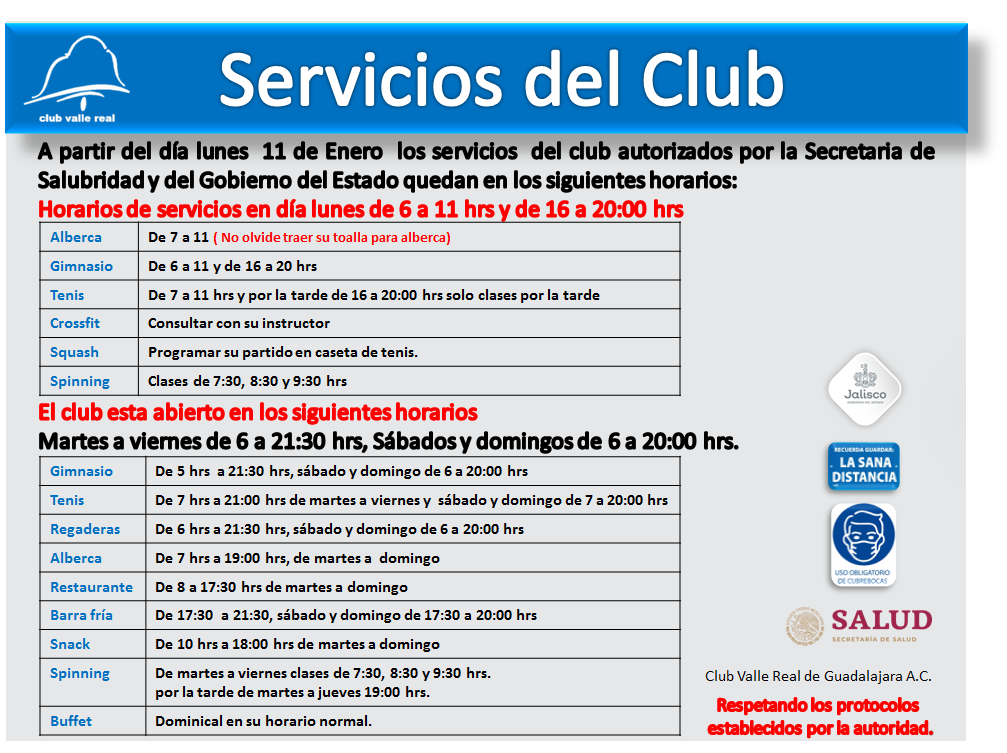 club valle real
Servicios del Club
A partir del día lunes 11 de Enero los servicios del club autorizados por la Secretaria de
Salubridad y del Gobierno del Estado quedan en los siguientes horarios:
Horarios de servicios en día lunes de 6 a 11 hrs y de 16 a 20:00 hrs
Alberca De 7 a 11 ( No olvide traer su toalla para alberca)
Gimnasio De 6 a 11 y de 16 a 20 hrs
Tenis De 7 a 11 hrs y por la tarde de 16 a 20:00 hrs solo clases por la tarde
Crossfit Consultar con su instructor
Squash Programar su partido en caseta de tenis.
Spinning Clases de 7:30, 8:30 y 9:30 hrs
El club esta abierto en los siguientes horarios
Martes a viernes de 6 a 21:30 hrs, Sábados y domingos de 6 a 20:00 hrs.
Gimnasio De 5 hrs a 21:30 hrs, sábado y domingo de 6 a 20:00 hrs
Tenis De 7 hrs a 21:00 hrs de martes a viernes y sábado y domingo de 7 a 20:00 hrs
Regaderas De 6 hrs a 21:30 hrs, sábado y domingo de 6 a 20:00 hrs
Alberca De 7 hrs a 19:00 hrs, de martes a domingo
Restaurante De 8 a 17:30 hrs de martes a domingo
Barra fría De 17:30 a 21:30, sábado y domingo de 17:30 a 20:00 hrs
Snack De 10 hrs a 18:00 hrs de martes a domingo
Spinning De martes a viernes clases de 7:30, 8:30 y 9:30 hrs.
por la tarde de martes a jueves 19:00 hrs.
Buffet Dominical en su horario normal.
Jalisco
RECUERDA GUARDAR:
LA SANA
DISTANCIA
USO OBLIGATORIO
DE CUBREBOCAS
SALUD
SECRETARÍA DE SALUD
Club Valle Real de Guadalajara A.C.
Respetando los protocolos
establecidos por la autoridad.